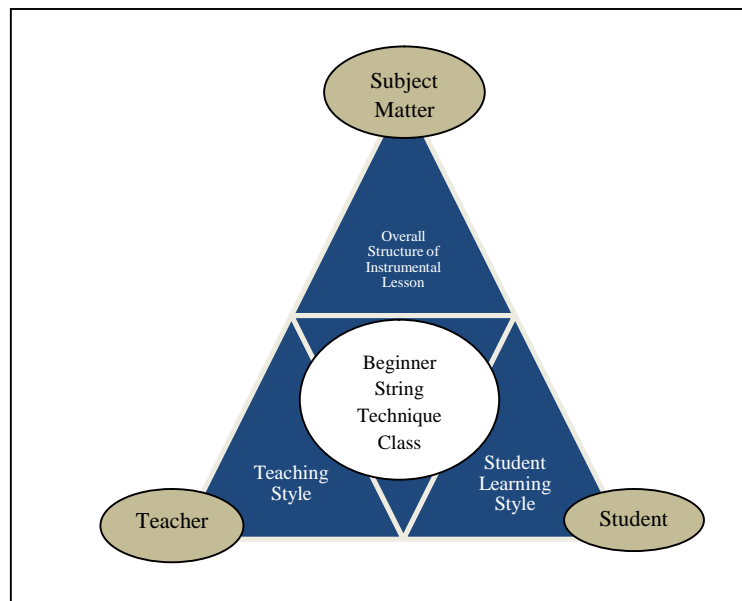 Subject
Matter
Overall
Structure of
Instrumental
Lesson
Beginner
String
Technique
Class
Teaching
Style
Student
Learning
Style
Teacher
Student